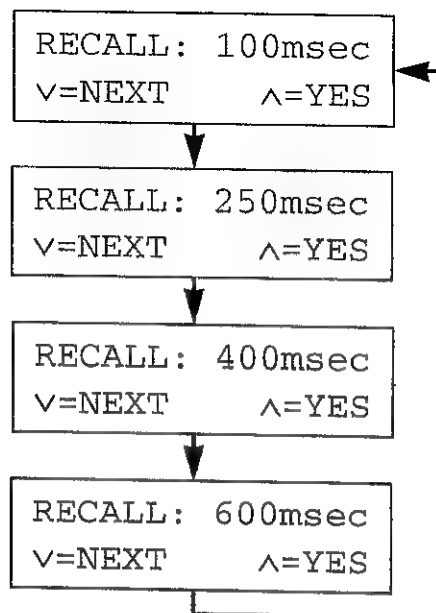 RECALL: 100msec
∨=NEXT ∧=YES
RECALL: 250msec
∨=NEXT ∧=YES
RECALL: 400msec
∨=NEXT ∧=YES
RECALL: 600msec
∨=NEXT ∧=YES